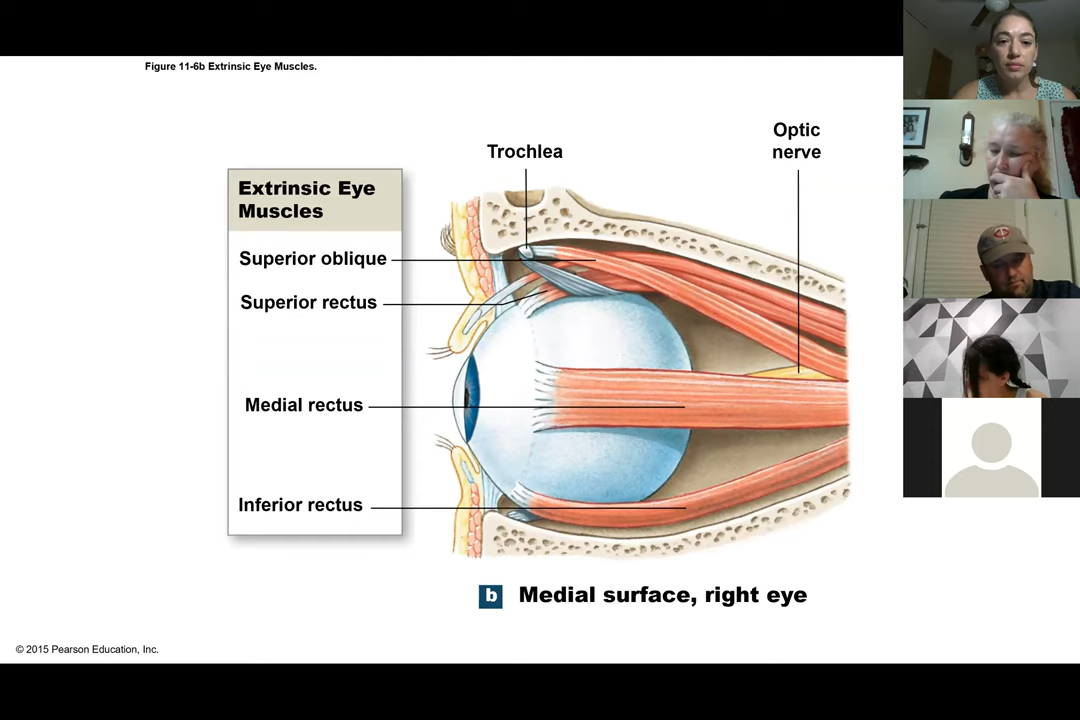 Figure 11-6b Extrinsic Eye Muscles.
Trochlea
Optic
nerve
Extrinsic Eye
Muscles
Superior oblique
Superior rectus
Medial rectus
Inferior rectus
b Medial surface, right eye
© 2015 Pearson Education, Inc.